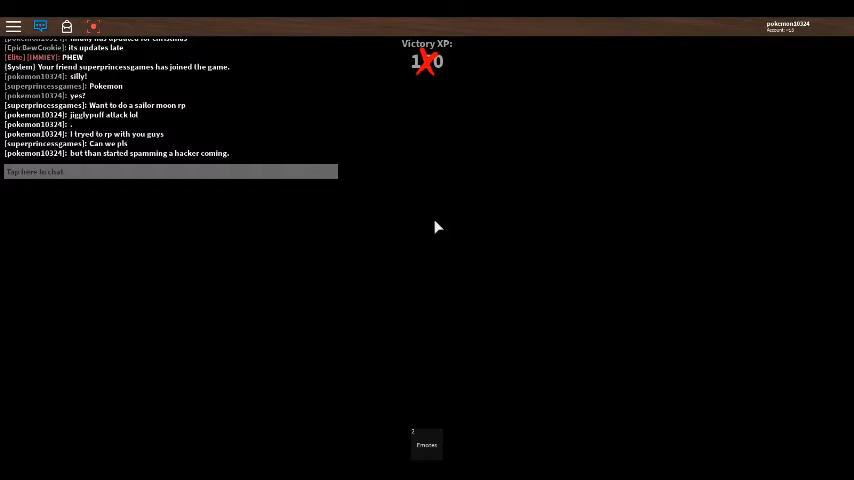 pokemon10324
Account: <13
Victory XP:
[EpicBewCookie]: its updates late
[Elite] [iMMiEY]: PHEW
[System] Your friend superprincessgames has joined the game.
[pokemon10324]: silly!
[superprincessgames]: Pokemon
[pokemon10324]: yes?
[superprincessgames]: Want to do a sailor moon rp
[pokemon10324]: jigglypuff attack lol
[pokemon10324]: .
[pokemon10324]: I tryed to rp with you guys
[superprincessgames]: Can we pls
[pokemon10324]: but than started spamming a hacker coming.
Tap here to chat
2
Emotes